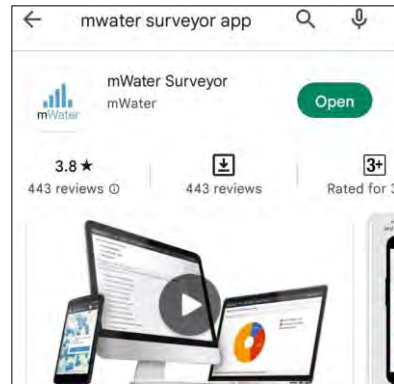 mwater surveyor app
mWater Surveyor
mWater
mWater
Open
3.8★
443 reviews
443 reviews
3+
Rated for 3